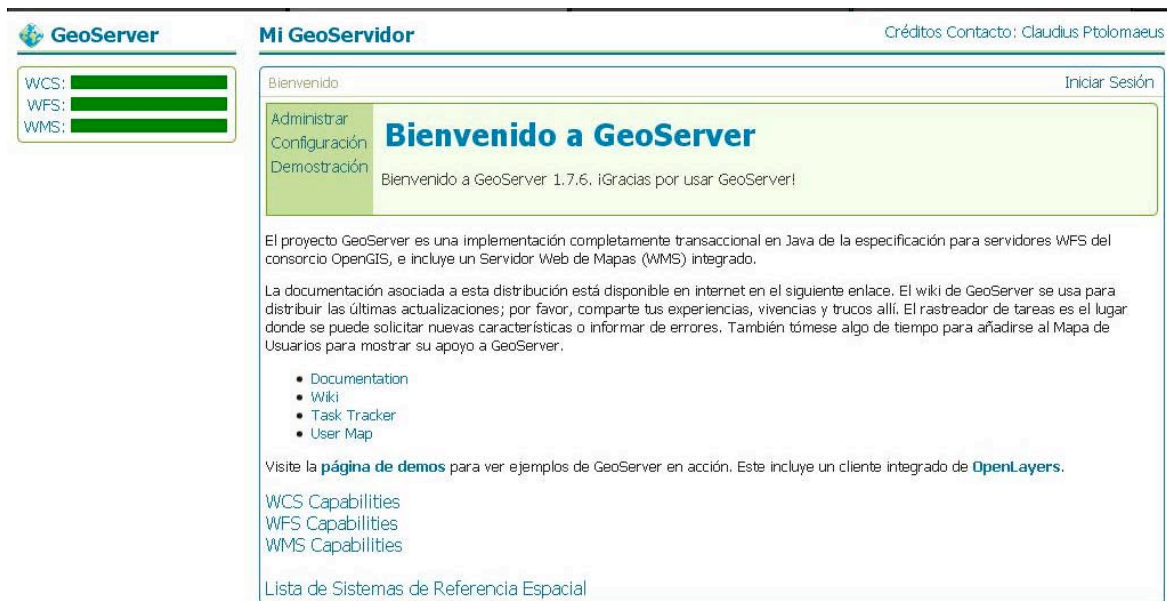 GeoServer
Mi GeoServidor
Créditos Contacto: Claudius Ptolomaeus
WCS:
WFS:
WMS:
Bienvenido
Iniciar Sesión
Administrar
Configuración
Demostración
Bienvenido a GeoServer
Bienvenido a GeoServer 1.7.6. ¡Gracias por usar GeoServer!
El proyecto GeoServer es una implementación completamente transaccional en Java de la especificación para servidores WFS del
consorcio OpenGIS, e incluye un Servidor Web de Mapas (WMS) integrado.
La documentación asociada a esta distribución está disponible en internet en el siguiente enlace. El wiki de GeoServer se usa para
distribuir las últimas actualizaciones; por favor, comparte tus experiencias, vivencias y trucos allí. El rastreador de tareas es el lugar
donde se puede solicitar nuevas características o informar de errores. También tómese algo de tiempo para añadirse al Mapa de
Usuarios para mostrar su apoyo a GeoServer.
• Documentation
• Wiki
• Task Tracker
• User Map
Visite la página de demos para ver ejemplos de GeoServer en acción. Este incluye un cliente integrado de OpenLayers.
WCS Capabilities
WFS Capabilities
WMS Capabilities
Lista de Sistemas de Referencia Espacial